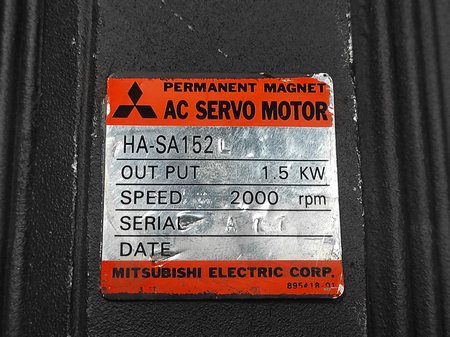 PERMANENT MAGNET
AC SERVO MOTOR
HA-SA152L
OUT PUT 1.5 KW
SPEED 2000 rpm
SERIAL
DATE
MITSUBISHI ELECTRIC CORP.
895418-01